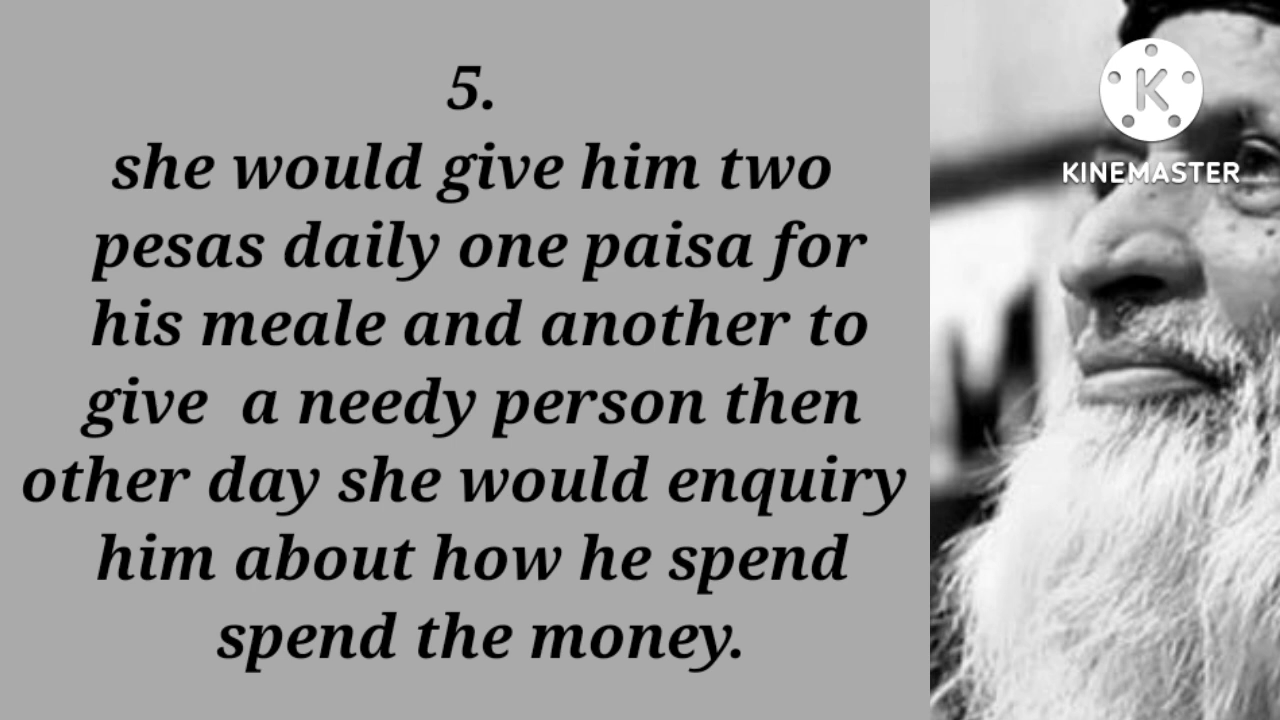 5.
she would give him two
pesas daily one paisa for
his meale and another to
give  a needy person then
other day she would enquiry
him about how he spend
spend the money.
K
KINEMASTER
M